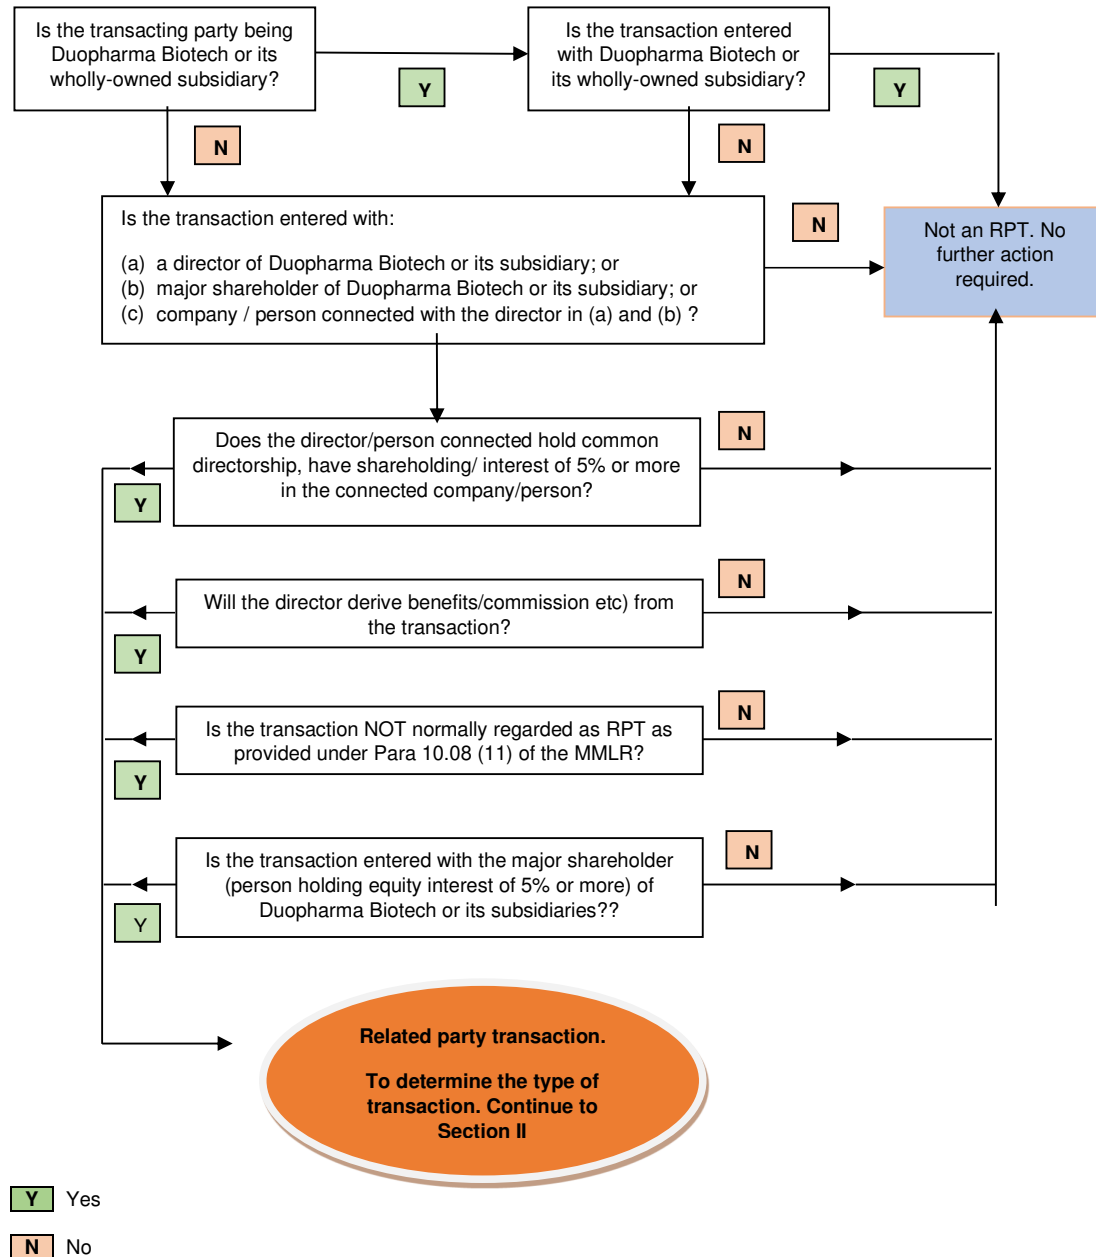 Is the transacting party being
Duopharma Biotech or its
wholly-owned subsidiary?
Y
Is the transaction entered
with Duopharma Biotech or
its wholly-owned subsidiary?
Y
N
N
Is the transaction entered with:
(a) a director of Duopharma Biotech or its subsidiary; or
(b) major shareholder of Duopharma Biotech or its subsidiary; or
(c) company / person connected with the director in (a) and (b) ?
N
Not an RPT. No
further action
required.
Does the director/person connected hold common
directorship, have shareholding/ interest of 5% or more
in the connected company/person?
N
Y
Will the director derive benefits/commission etc) from
the transaction?
N
Y
Is the transaction NOT normally regarded as RPT as
provided under Para 10.08 (11) of the MMLR?
N
Y
Is the transaction entered with the major shareholder
(person holding equity interest of 5% or more) of
Duopharma Biotech or its subsidiaries??
N
Y
Related party transaction.
To determine the type of
transaction. Continue to
Section II
Y Yes
N No